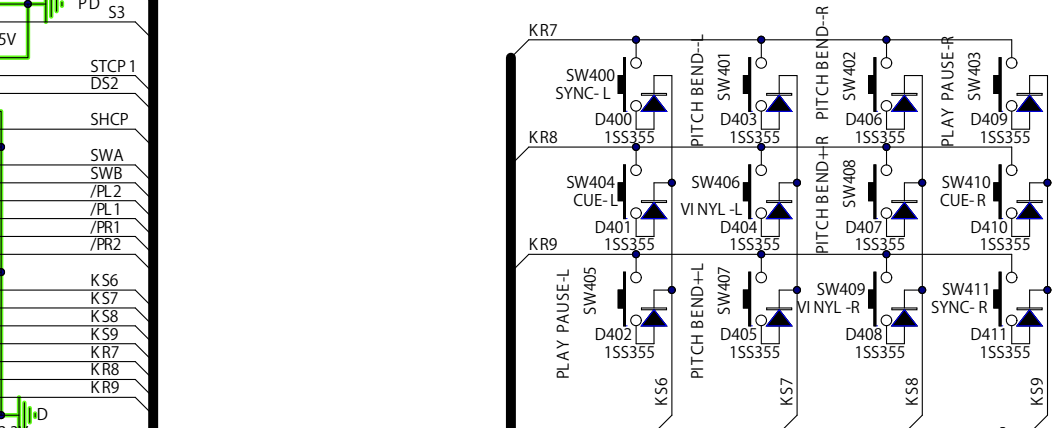 PD
S3
5V
STCP1
DS2
SHCP
SWA
SWB
/PL2
/PL1
/PR1
/PR2
KS6
KS7
KS8
KS9
KR7
KR8
KR9
D
KR7
SW400
SYNC-L
D400
1SS355
PITCH BEND--L
SW401
D403
1SS355
PITCH BEND--R
SW402
D406
1SS355
PLAY PAUSE-R
SW403
D409
1SS355
KR8
SW404
CUE-L
D401
1SS355
SW406
VINYL-L
D404
1SS355
PITCH BEND+-R
SW408
D407
1SS355
SW410
CUE-R
D410
1SS355
KR9
PLAY PAUSE-L
SW405
D402
1SS355
PITCH BEND+-L
SW407
D405
1SS355
SW409
VINYL-R
D408
1SS355
SW411
SYNC-R
D411
1SS355
KS6
KS7
KS8
KS9